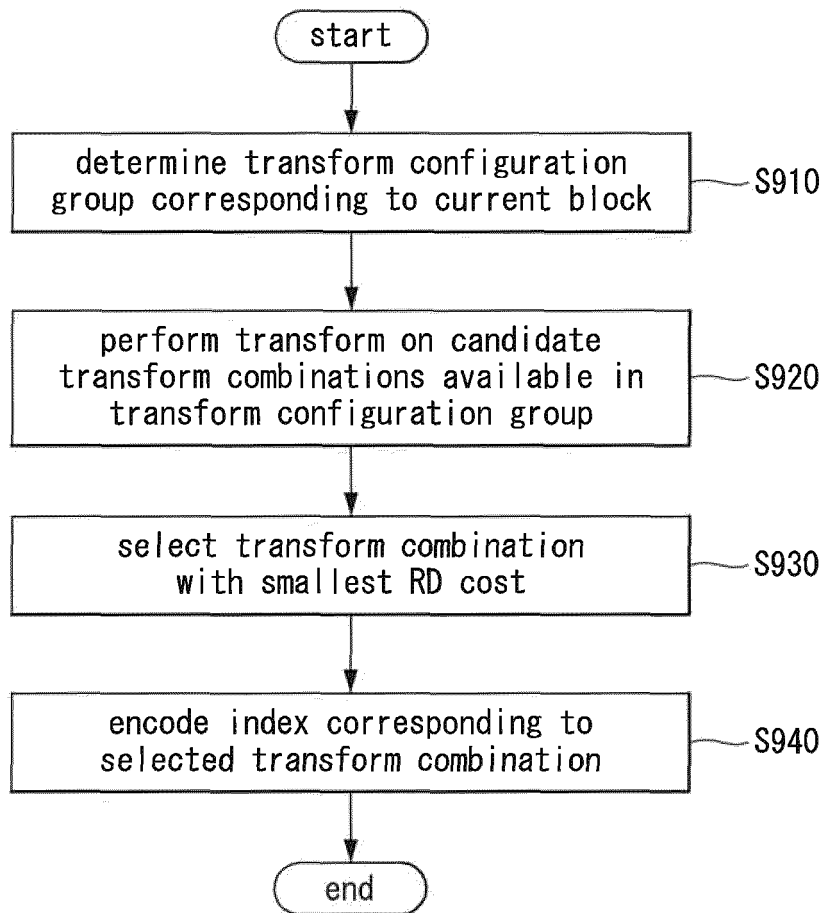 start
determine transform configuration
group corresponding to current block
S910
perform transform on candidate
transform combinations available in
transform configuration group
S920
select transform combination
with smallest RD cost
S930
encode index corresponding to
selected transform combination
S940
end